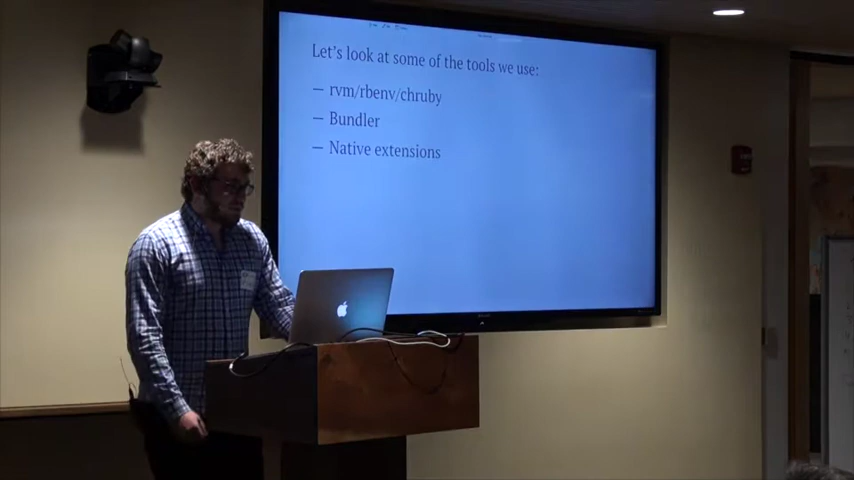 Let's look at some of the tools we use:
— rvm/rbenv/chruby
— Bundler
— Native extensions